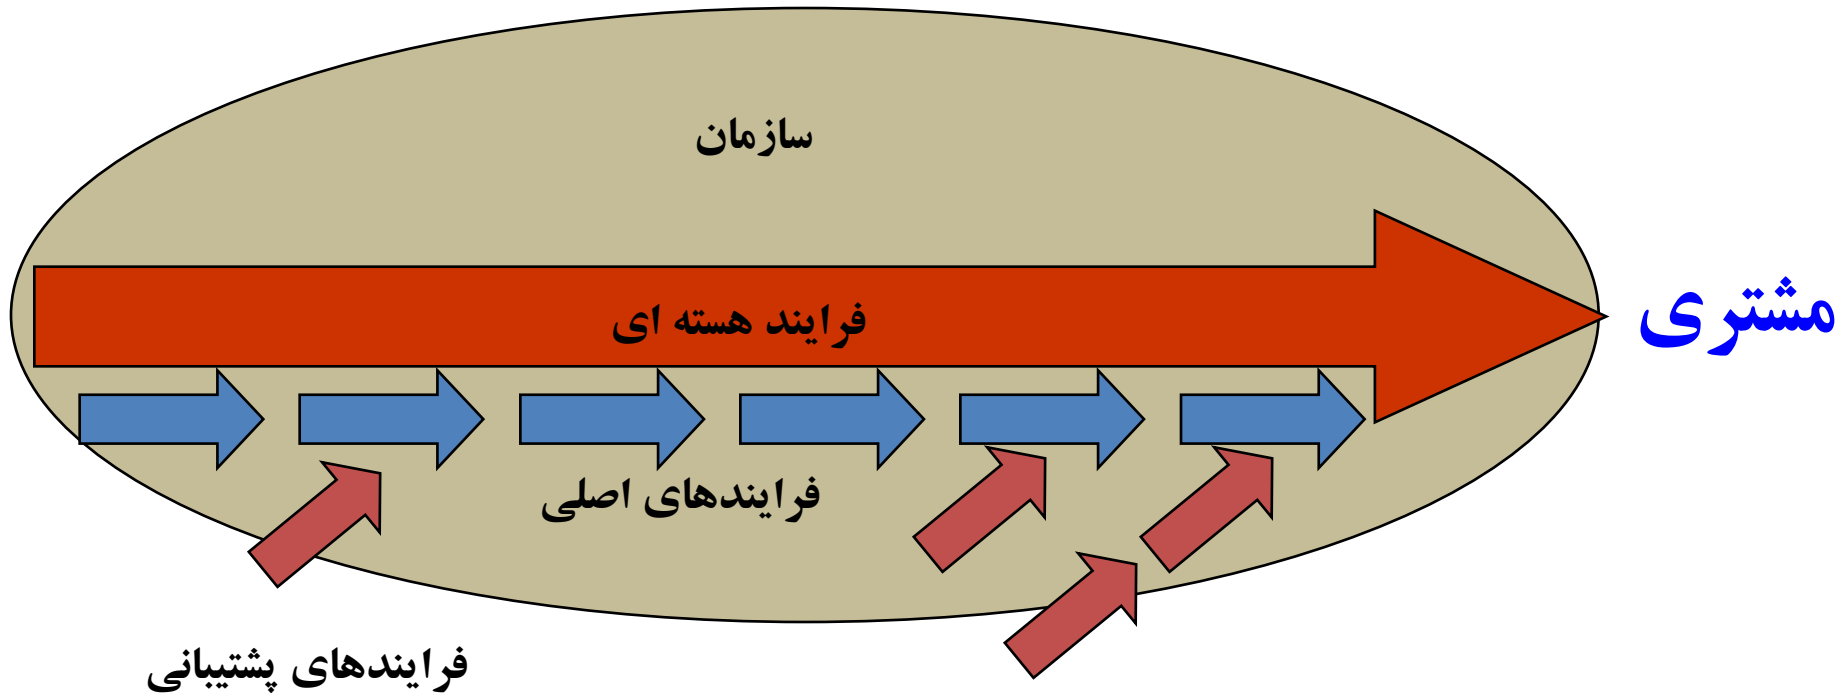 سازمان
فرایند هسته ای
مشتری
فرایندهای اصلی
فرایندهای پشتیبانی